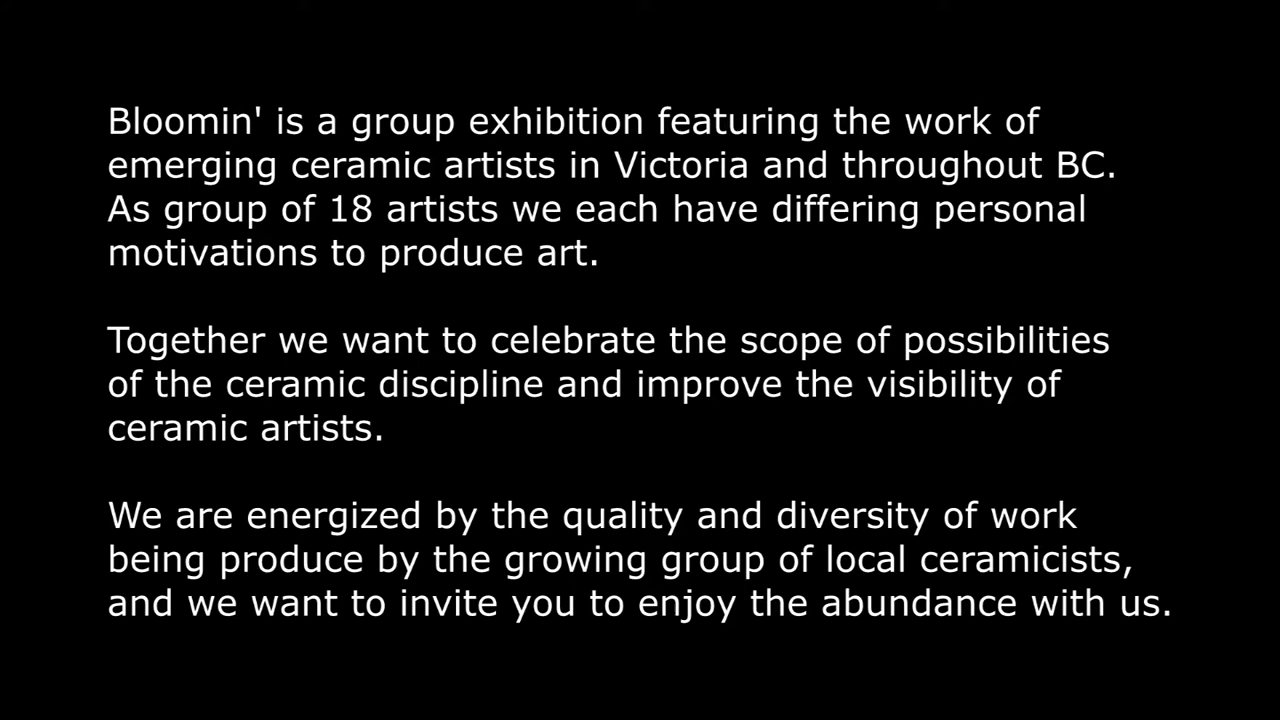 Bloomin' is a group exhibition featuring the work of
emerging ceramic artists in Victoria and throughout BC.
As group of 18 artists we each have differing personal
motivations to produce art.
Together we want to celebrate the scope of possibilities
of the ceramic discipline and improve the visibility of
ceramic artists.
We are energized by the quality and diversity of work
being produce by the growing group of local ceramicists,
and we want to invite you to enjoy the abundance with us.